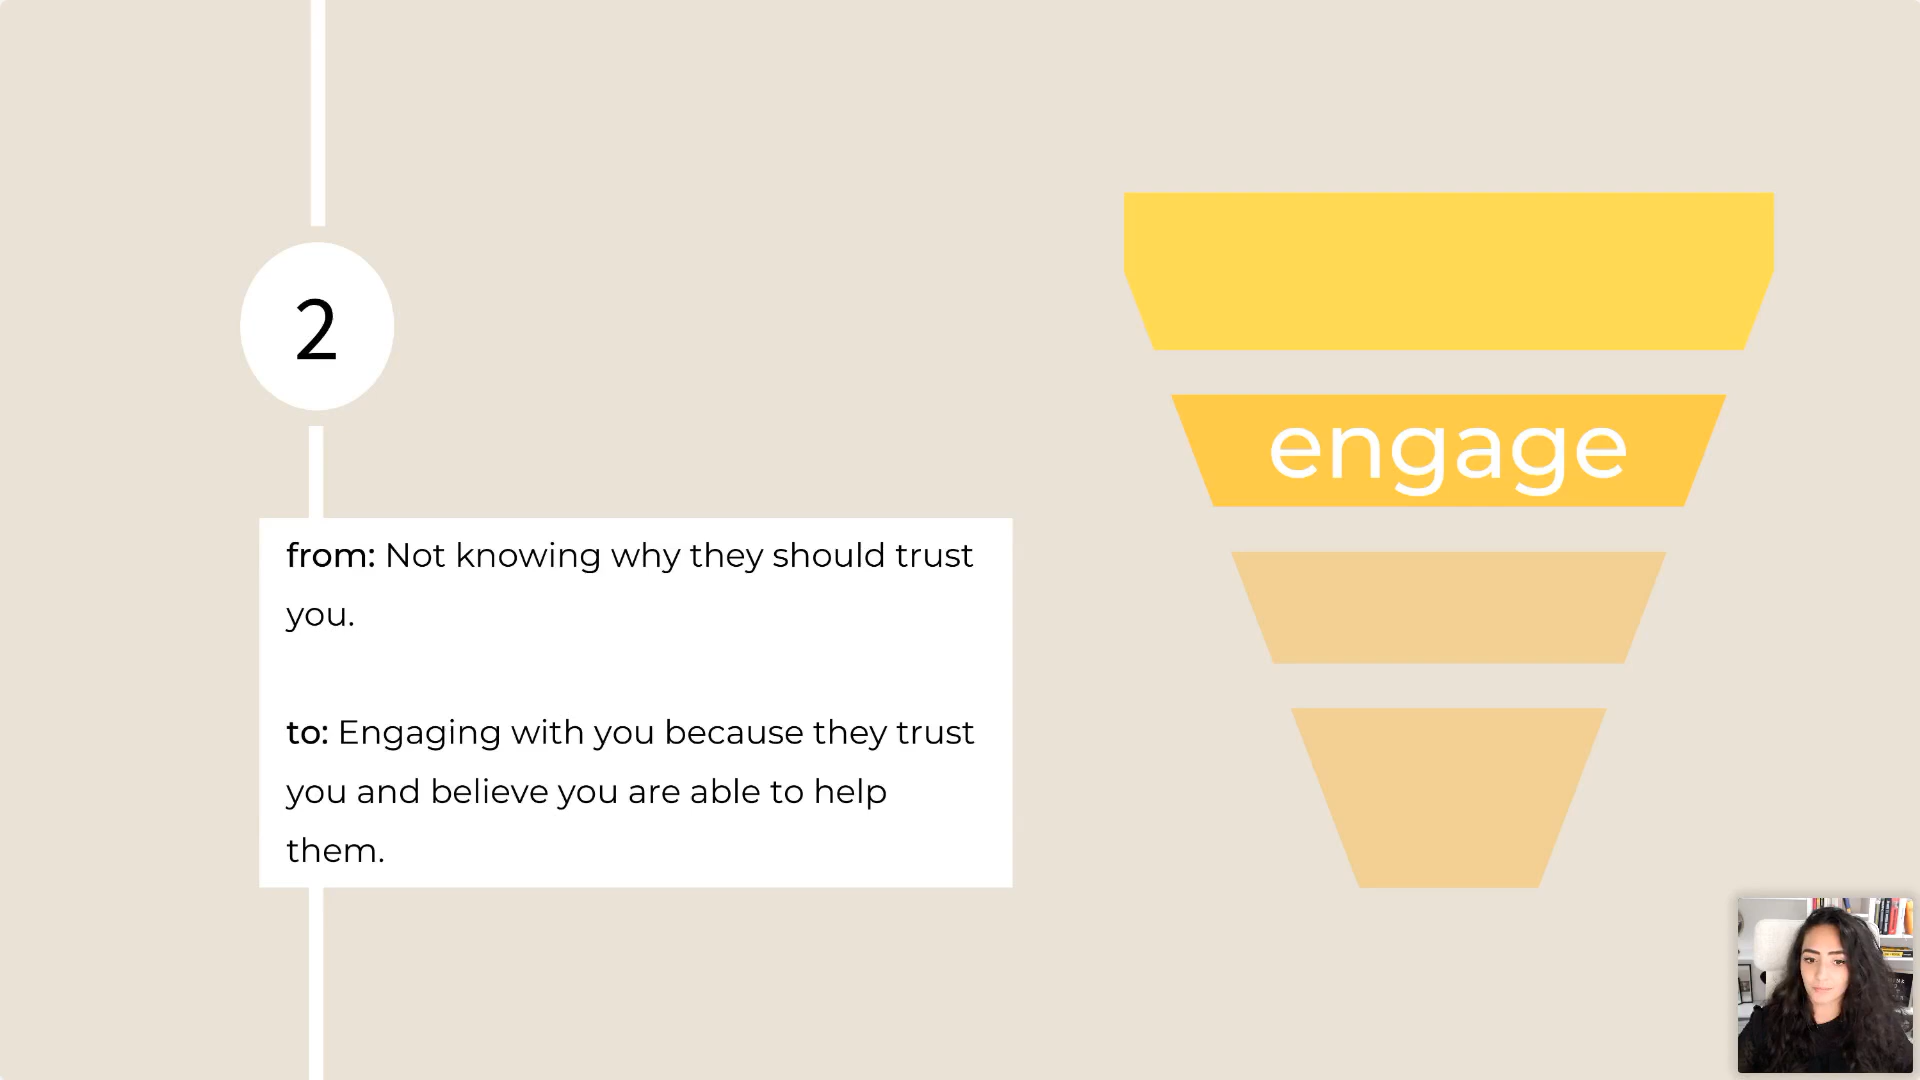 2
engage
from: Not knowing why they should trust
you.
to: Engaging with you because they trust
you and believe you are able to help
them.